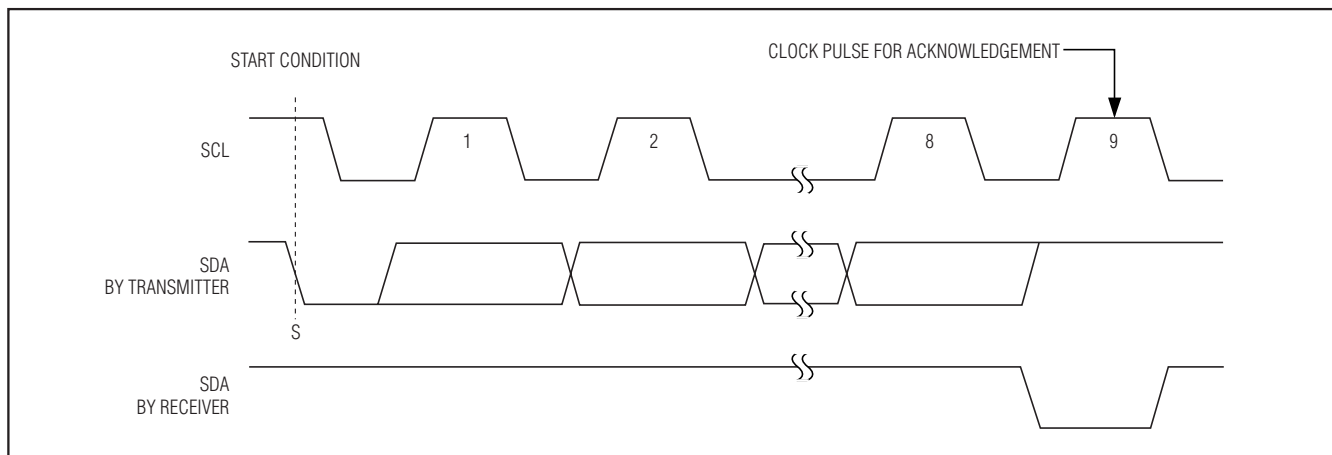 START CONDITION
CLOCK PULSE FOR ACKNOWLEDGEMENT
SCL
1
2
8
9
SDA
BY TRANSMITTER
S
SDA
BY RECEIVER